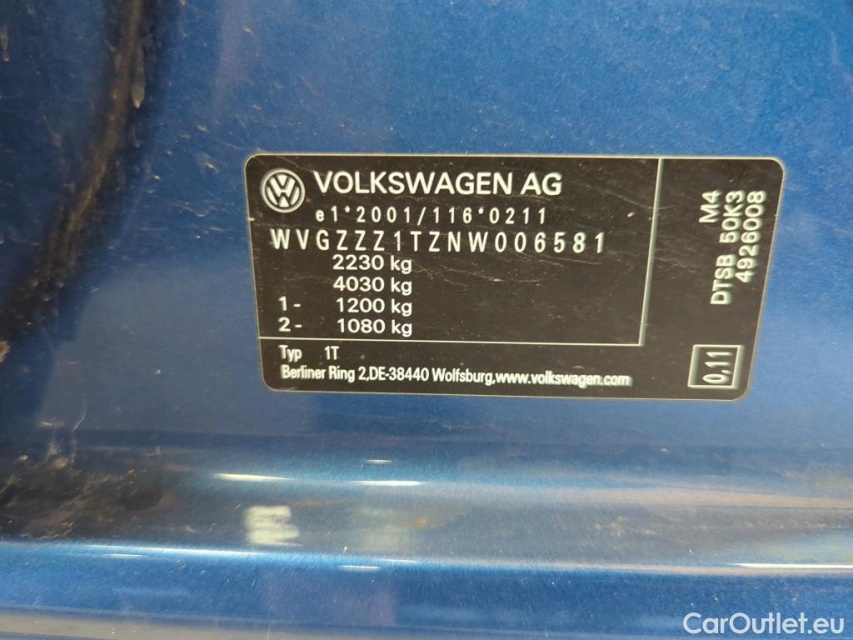 VOLKSWAGEN AG
e1*2001/116*0211
WVGZZZ1TZNW006581
2230 kg
4030 kg
1- 1200 kg
2- 1080 kg
Typ 1T
Berliner Ring 2,DE-38440 Wolfsburg,www.volkswagen.com
M4
DTSB 50K3
4926008
0,11
CarOutlet.eu